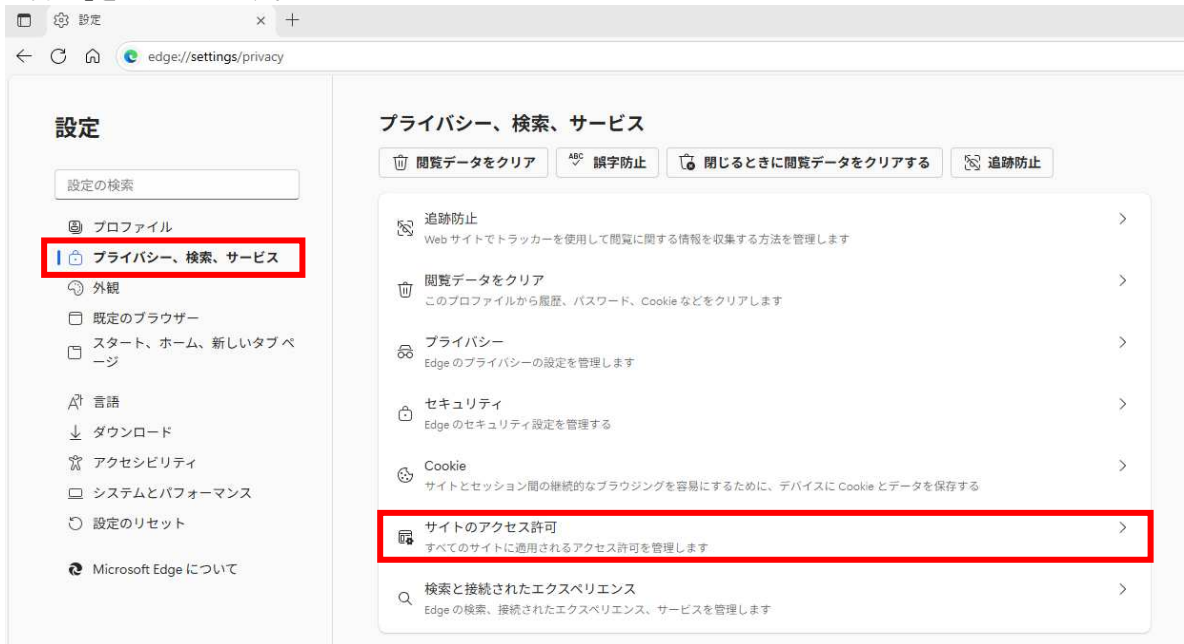 設定
edge://settings/privacy
設定
設定の検索
プロファイル
プライバシー、検索、サービス
外観
既定のブラウザー
スタート、ホーム、新しいタブ ペ
ージ
言語
ダウンロード
アクセシビリティ
システムとパフォーマンス
設定のリセット
Microsoft Edge について
プライバシー、検索、サービス
閲覧データをクリア ABC 誤字防止 閉じるときに閲覧データをクリアする 追跡防止
追跡防止
Web サイトでトラッカーを使用して閲覧に関する情報を収集する方法を管理します
閲覧データをクリア
このプロファイルから履歴、パスワード、Cookie などをクリアします
プライバシー
Edge のプライバシーの設定を管理します
セキュリティ
Edge のセキュリティ設定を管理する
Cookie
サイトとセッション間の継続的なブラウジングを容易にするために、デバイスに Cookie とデータを保存する
サイトのアクセス許可
すべてのサイトに適用されるアクセス許可を管理します
検索と接続されたエクスペリエンス
Edge の検索、接続されたエクスペリエンス、サービスを管理します